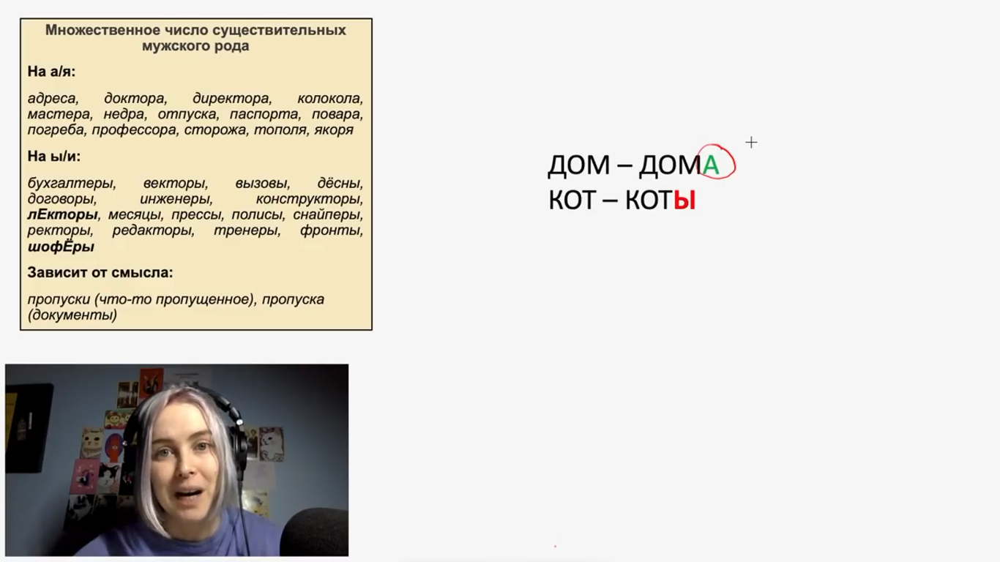 Множественное число существительных
мужского рода
На а/я:
адреса, доктора, директора, колокола,
мастера, недра, отпуска, паспорта, повара,
погреба, профессора, сторожа, тополя, якоря
На ы/и:
бухгалтеры, векторы, вызовы, дёсны,
договоры, инженеры, конструкторы,
лЕкторы, месяцы, прессы, полисы, снайперы,
ректоры, редакторы, тренеры, фронты,
шофЁры
Зависит от смысла:
пропуски (что-то пропущенное), пропуска
(документы)
ДОМ – ДОМА
КОТ – КОТЫ